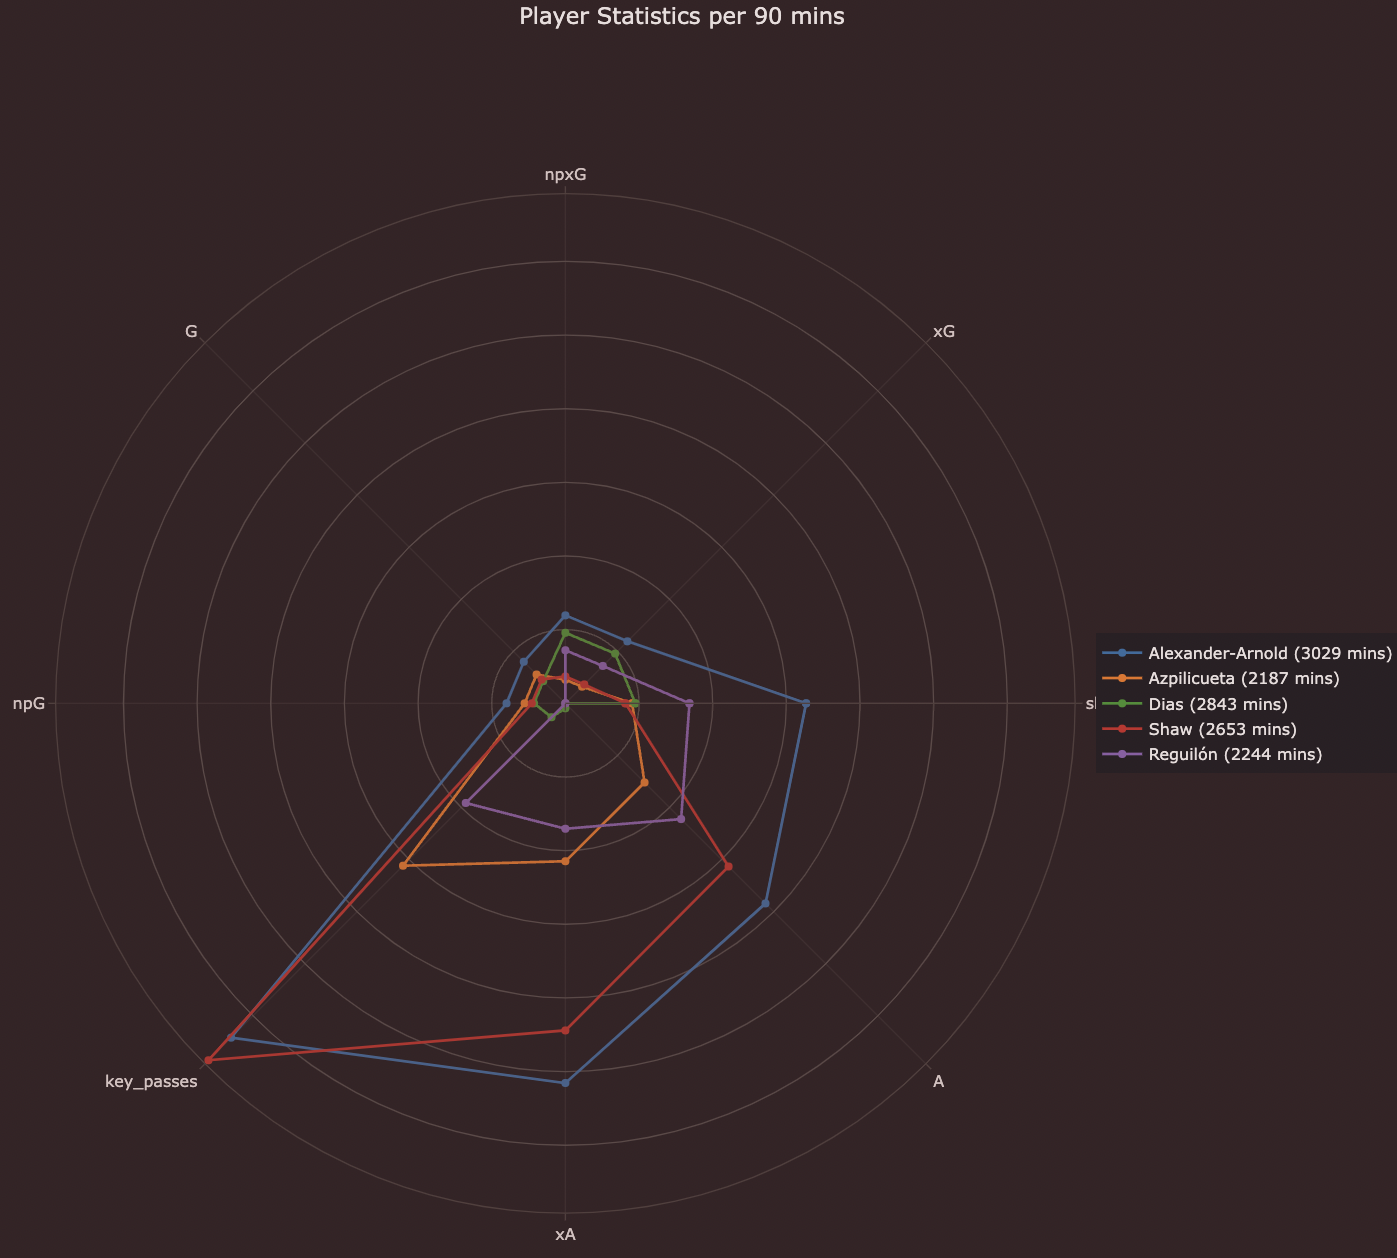 Player Statistics per 90 mins
npxG
G
xG
npG
Alexander-Arnold (3029 mins)
Azpilicueta (2187 mins)
Dias (2843 mins)
Shaw (2653 mins)
Reguilón (2244 mins)
key_passes
A
xA